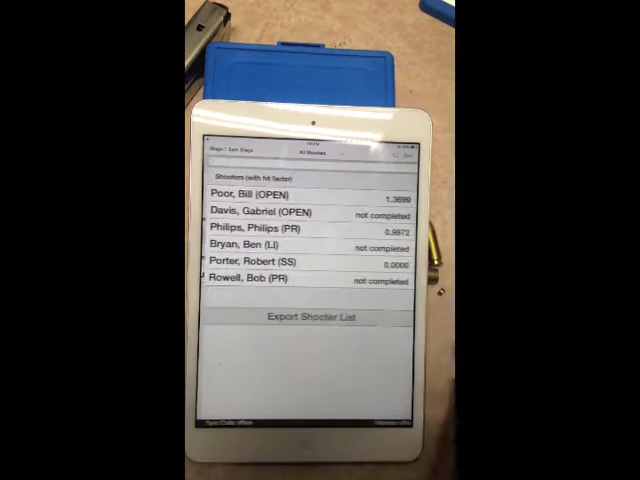 Stage 1 Sam Stage All Shooters
Shooters (with hit factor)
Poor, Bill (OPEN) 1.3699
Davis, Gabriel (OPEN) not completed
Philips, Philips (PR) 0.9972
Bryan, Ben (LI) not completed
Porter, Robert (SS) 0.0000
Rowell, Bob (PR) not completed
Export Shooter List